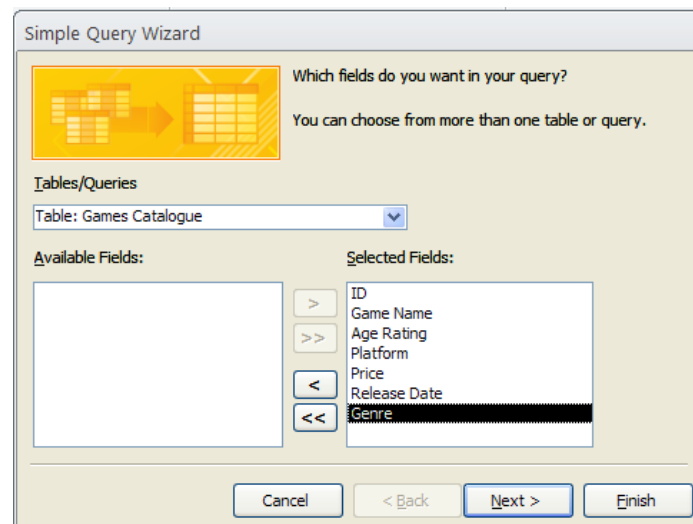 Simple Query Wizard
Which fields do you want in your query?
You can choose from more than one table or query.
Tables/Queries
Table: Games Catalogue
Available Fields:
Selected Fields:
>
>>
<
<<
ID
Game Name
Age Rating
Platform
Price
Release Date
Genre
Cancel
< Back
Next >
Finish